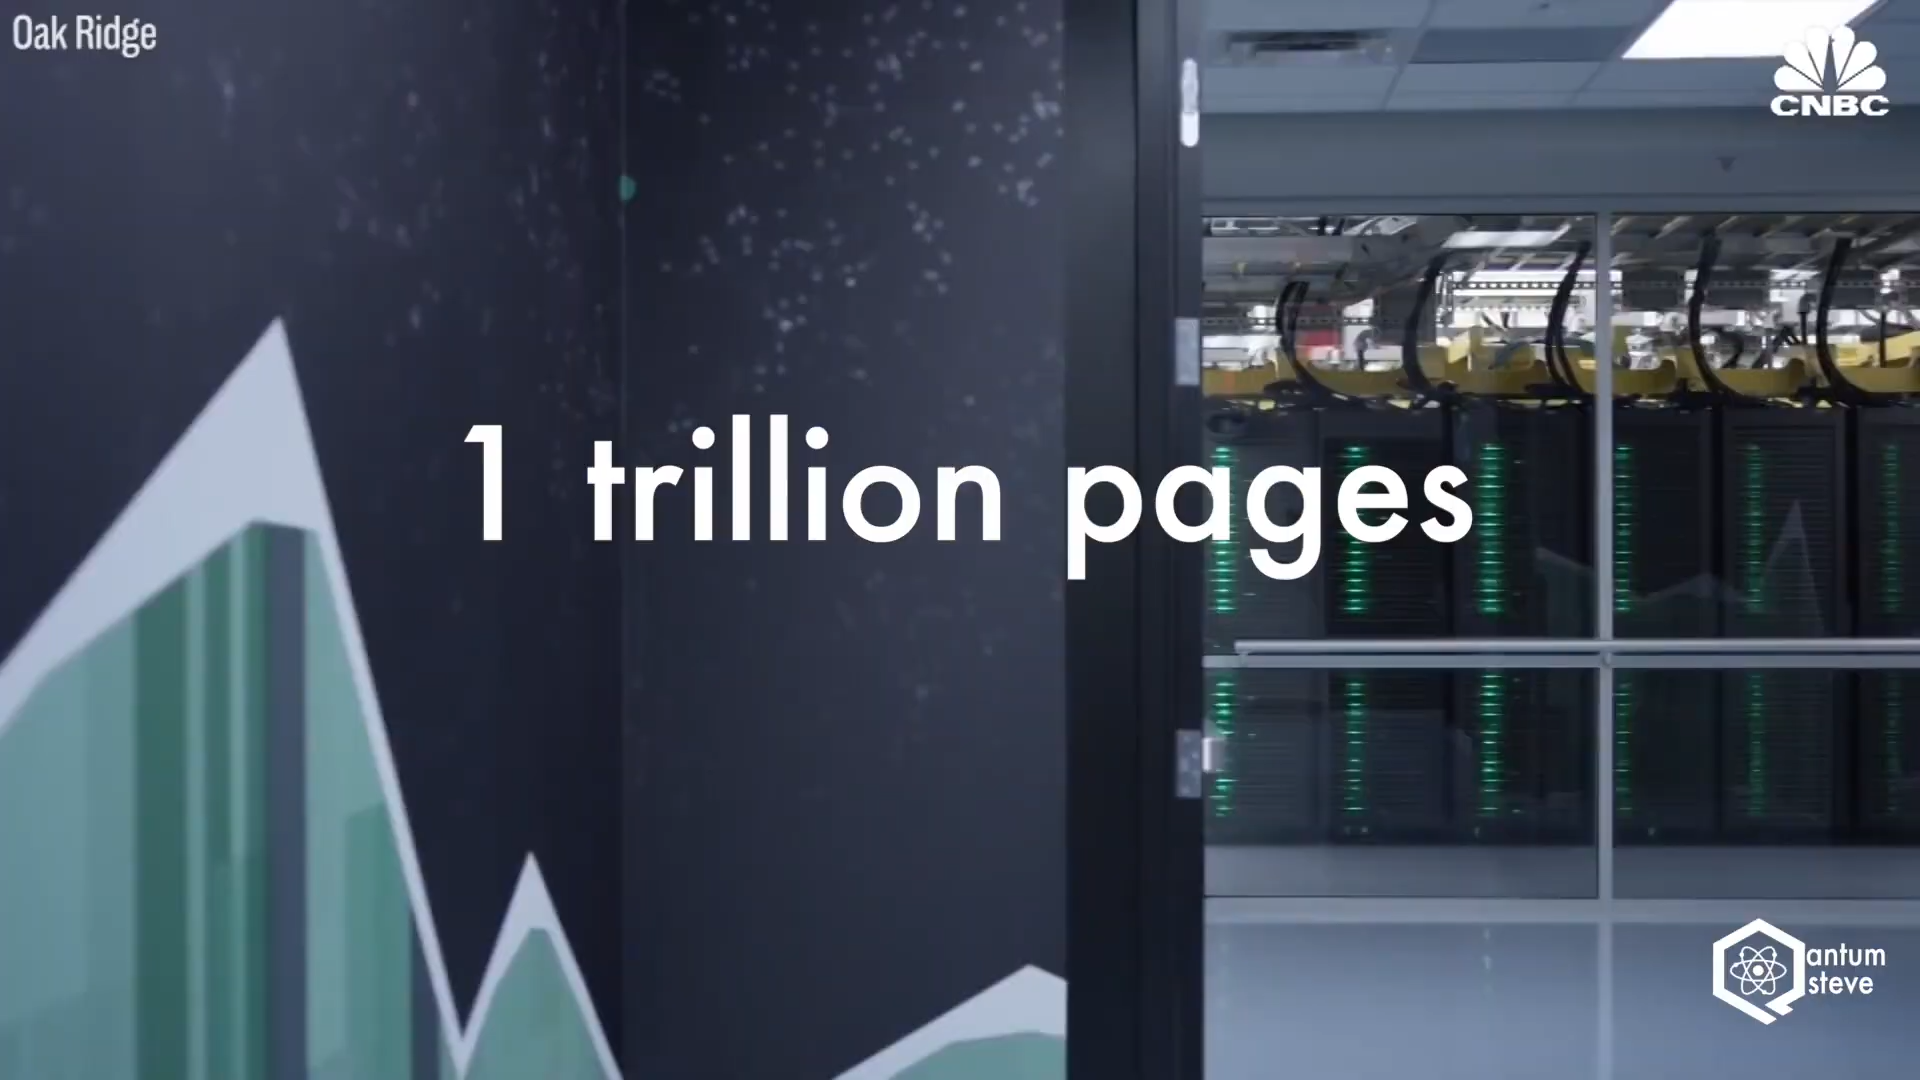 Oak Ridge
CNBC
1 trillion pages
antum
steve